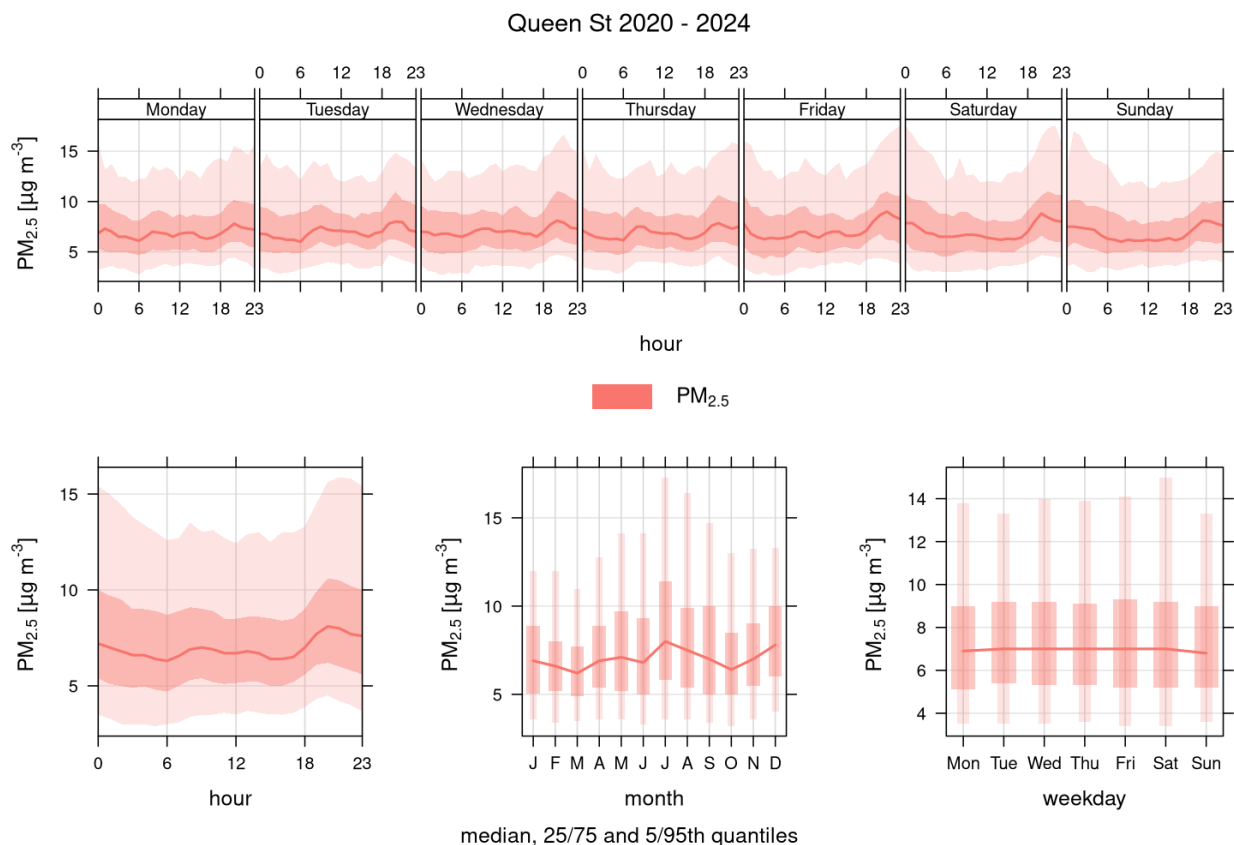 Queen St 2020 - 2024
0 6 12 18 23 0 6 12 18 23 0 6 12 18 23
Monday Tuesday Wednesday Thursday Friday Saturday Sunday
PM2.5 [µg m-3]
15
10
5
0 6 12 18 23 0 6 12 18 23 0 6 12 18 23 0 6 12 18 23
hour
PM2.5
PM2.5 [µg m-3]
15
10
5
0 6 12 18 23
hour
PM2.5 [µg m-3]
15
10
5
J F M A M J J A S O N D
month
PM2.5 [µg m-3]
14
12
10
8
6
4
Mon Tue Wed Thu Fri Sat Sun
weekday
median, 25/75 and 5/95th quantiles